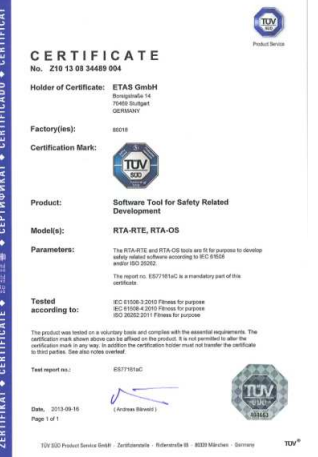 TÜV
SÜD
Product Service
CERTIFICATE
No. Z10 13 08 34489 004
Holder of Certificate: ETAS GmbH
Borsigstraße 14
70469 Stuttgart
GERMANY
Factory(ies): 80018
Certification Mark:
TÜV
SÜD
Product: Software Tool for Safety Related
Development
Model(s): RTA-RTE, RTA-OS
Parameters: The RTA-RTE and RTA-OS tools are fit for purpose to develop
safety related software according to IEC 61508
and/or ISO 26262.
The report no. ES77161aC is a mandatory part of this
certificate.
Tested
according to:
IEC 61508-3:2010 Fitness for purpose
IEC 61508-4:2010 Fitness for purpose
ISO 26262:2011 Fitness for purpose
The product was tested on a voluntary basis and complies with the essential requirements. The
certification mark shown above can be affixed on the product. It is not permitted to alter the
certification mark in any way. In addition the certification holder must not transfer the certificate
to third parties. See also notes overleaf.
Test report no.: ES77161aC
Date, 2013-09-16 ( Andreas Bärwald )
Page 1 of 1
TÜV
TÜV SÜD Product Service GmbH · Zertifizierstelle · Ridlerstraße 65 · 80339 München · Germany TÜV®
ZERTIFIKAT ◆ CERTIFICATE ◆ СЕРТИФИКАТ ◆ CERTIFICADO ◆ CERTIFICAT